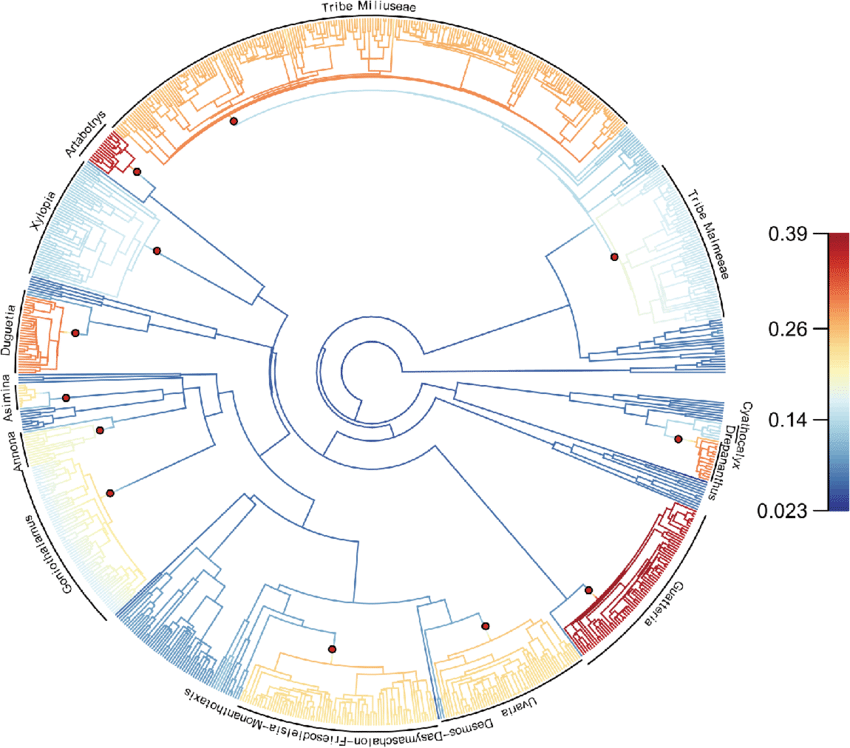 Tribe Miliuseae
Artabotrys
Xylopia
Duguetia
Asimina
Annona
Goniothalamus
Desmos-Dasymaschalon-Friesodielsia-Monanthotaxis
Uvaria
Guatteria
Drepananthus
Cyathocalyx
Tribe Malmeeae
0.39
0.26
0.14
0.023